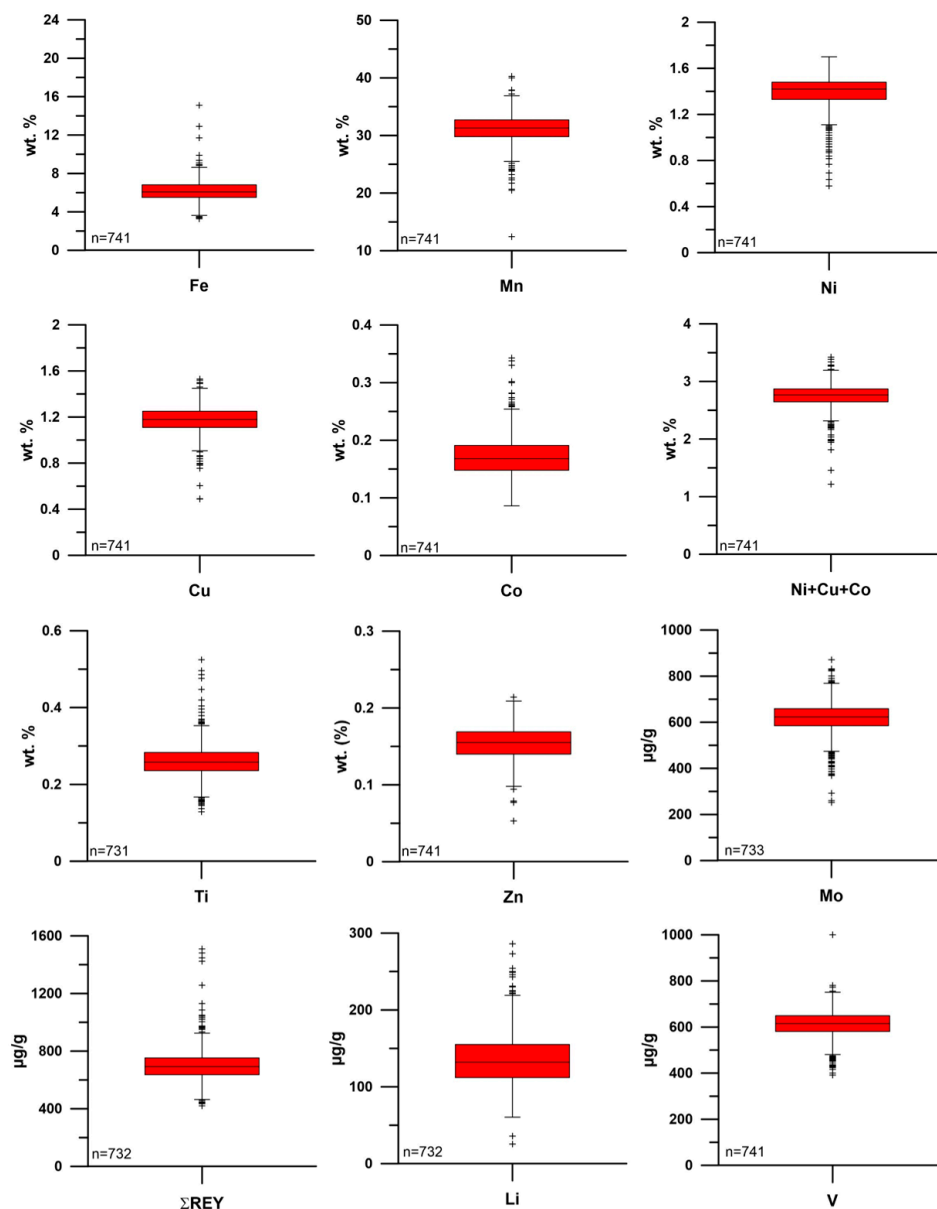 24
20
16
12
8
4
0
wt. %
n=741
Fe
50
40
30
20
10
wt. %
n=741
Mn
2
1.6
1.2
0.8
0.4
0
wt. %
n=741
Ni
2
1.6
1.2
0.8
0.4
0
wt. %
n=741
Cu
0.4
0.3
0.2
0.1
0
wt. %
n=741
Co
4
3
2
1
0
wt. %
n=741
Ni+Cu+Co
0.6
0.4
0.2
0
wt. %
n=731
Ti
0.3
0.2
0.1
0
wt. (%)
n=741
Zn
1000
800
600
400
200
0
µg/g
n=733
Mo
1600
1200
800
400
0
µg/g
n=732
ΣREY
300
200
100
0
µg/g
n=732
Li
1000
800
600
400
200
0
µg/g
n=741
V